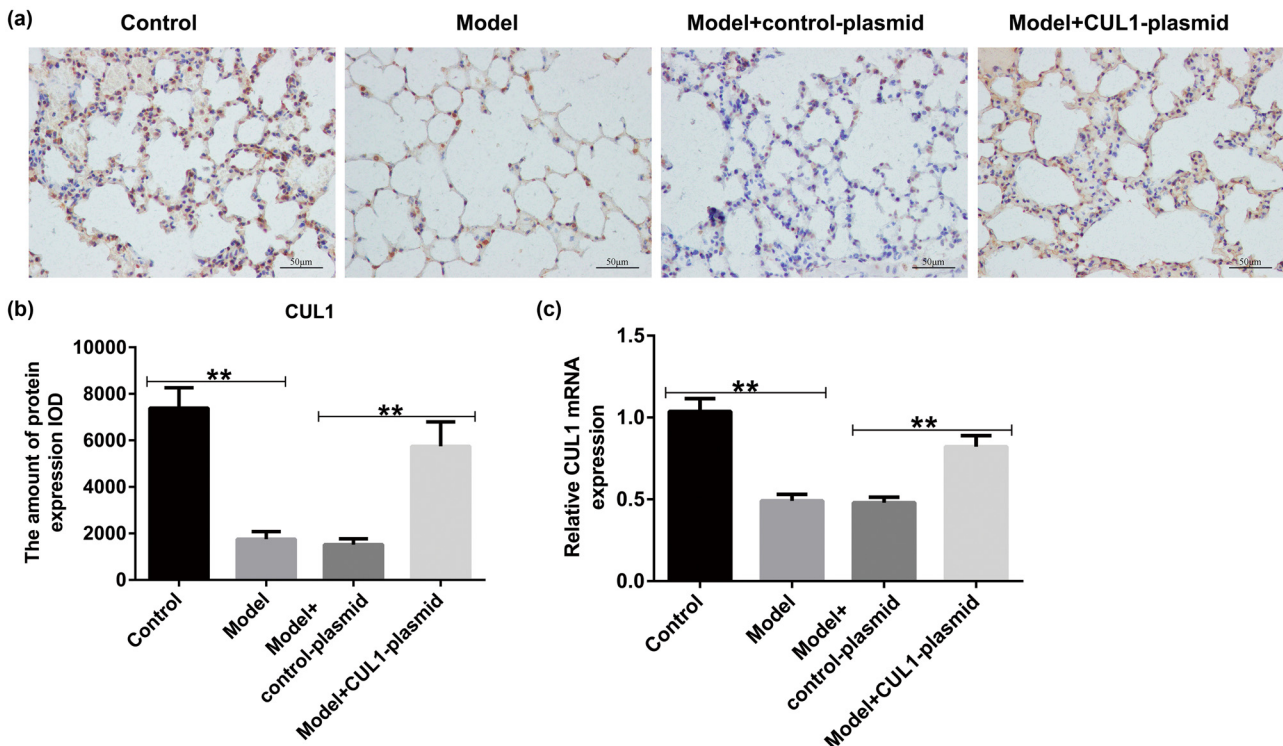 (a)
Control
Model
Model+control-plasmid
Model+CUL1-plasmid
50μm
50μm
50μm
50μm
(b)
CUL1
The amount of protein
expression IOD
10000
8000
6000
4000
2000
0
**
**
Control
Model
Model+
control-plasmid
Model+CUL1-plasmid
(c)
Relative CUL1 mRNA
expression
1.5
1.0
0.5
0.0
**
**
Control
Model
Model+
control-plasmid
Model+CUL1-plasmid